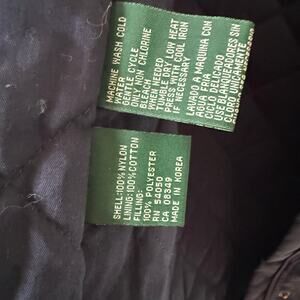 MACHINE WASH COLD
WATER
GENTLE CYCLE
ONLY NON CHLORINE
BLEACH
WHEN NEEDED
TUMBLE DRY LOW HEAT
PRESS WITH COOL IRON
IF NECESSARY
LAVADO A MAQUINA CON
AGUA FRIA
CICLO DELICADO
USE BLANQUEADORES SIN
CLORO UNICAMENTE
SHELL:100% NYLON
LINING:100% COTTON
FILLING:
100% POLYESTER
RN 54050
CA 08349
MADE IN KOREA